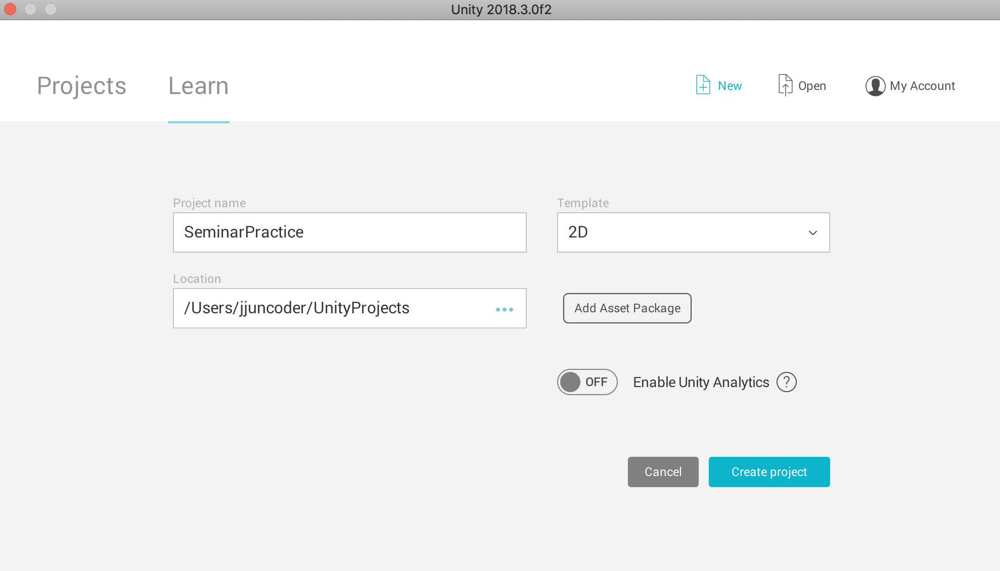 Unity 2018.3.0f2
Projects Learn New Open My Account
Project name
SeminarPractice
Template
2D
Location
/Users/jjuncoder/UnityProjects
Add Asset Package
OFF Enable Unity Analytics ?
Cancel Create project